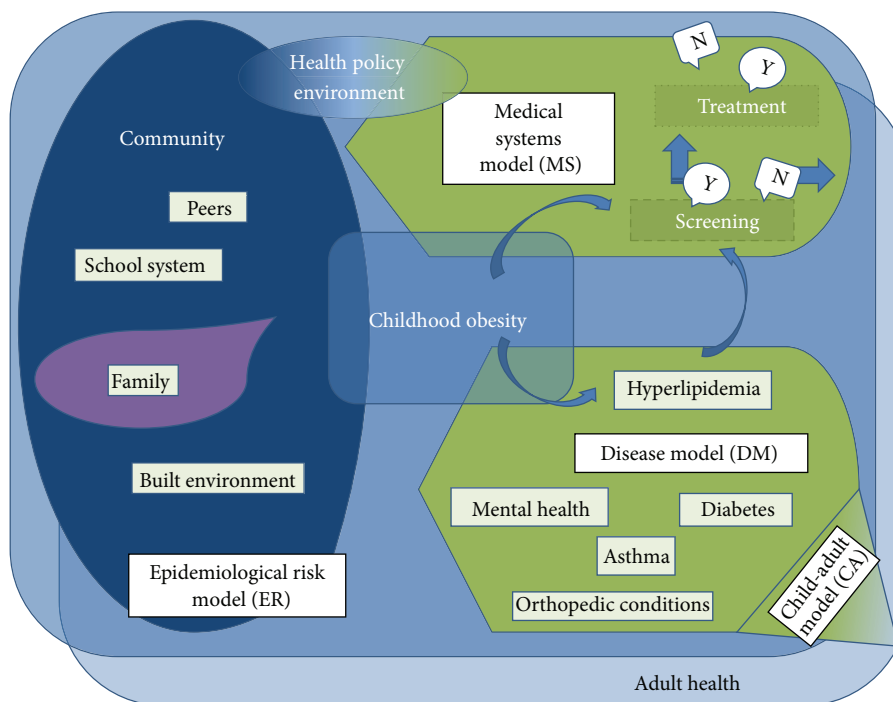 Health policy
environment
N
Y
Treatment
Medical
systems
model (MS)
Community
Y
N
Peers
Screening
School system
Childhood obesity
Family
Hyperlipidemia
Disease model (DM)
Built environment
Mental health
Diabetes
Asthma
Epidemiological risk
model (ER)
Orthopedic conditions
Child-adult
model (CA)
Adult health